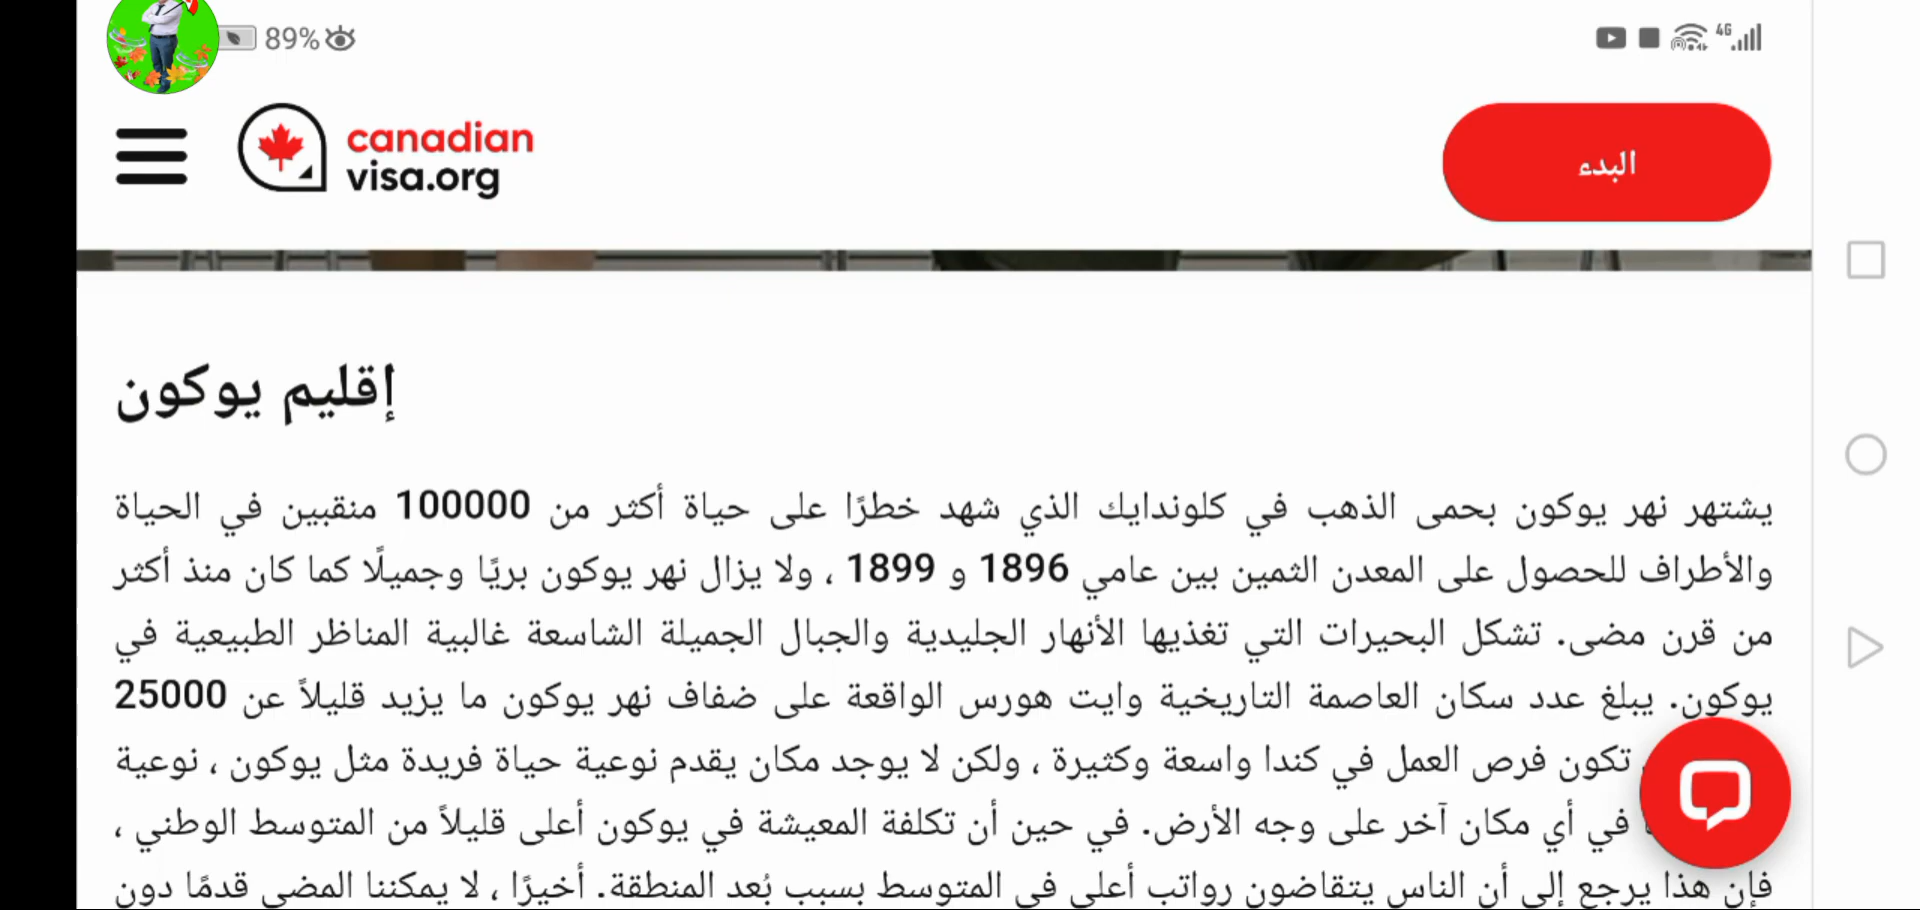 89%
4G
canadian
visa.org
البدء
إقليم يوكون
يشتهر نهر يوكون بحمى الذهب في كلوندايك الذي شهد خطرًا على حياة أكثر من 100000 منقبين في الحياة
والأطراف للحصول على المعدن الثمين بين عامي 1896 و 1899 ، ولا يزال نهر يوكون بريًا وجميلًا كما كان منذ أكثر
من قرن مضى. تشكل البحيرات التي تغذيها الأنهار الجليدية والجبال الجميلة الشاسعة غالبية المناظر الطبيعية في
يوكون. يبلغ عدد سكان العاصمة التاريخية وايت هورس الواقعة على ضفاف نهر يوكون ما يزيد قليلاً عن 25000
تكون فرص العمل في كندا واسعة وكثيرة ، ولكن لا يوجد مكان يقدم نوعية حياة فريدة مثل يوكون ، نوعية
في أي مكان آخر على وجه الأرض. في حين أن تكلفة المعيشة في يوكون أعلى قليلاً من المتوسط الوطني ،
فإن هذا يرجع إلى أن الناس يتقاضون رواتب أعلى في المتوسط بسبب بُعد المنطقة. أخيرًا ، لا يمكننا المضي قدمًا دون